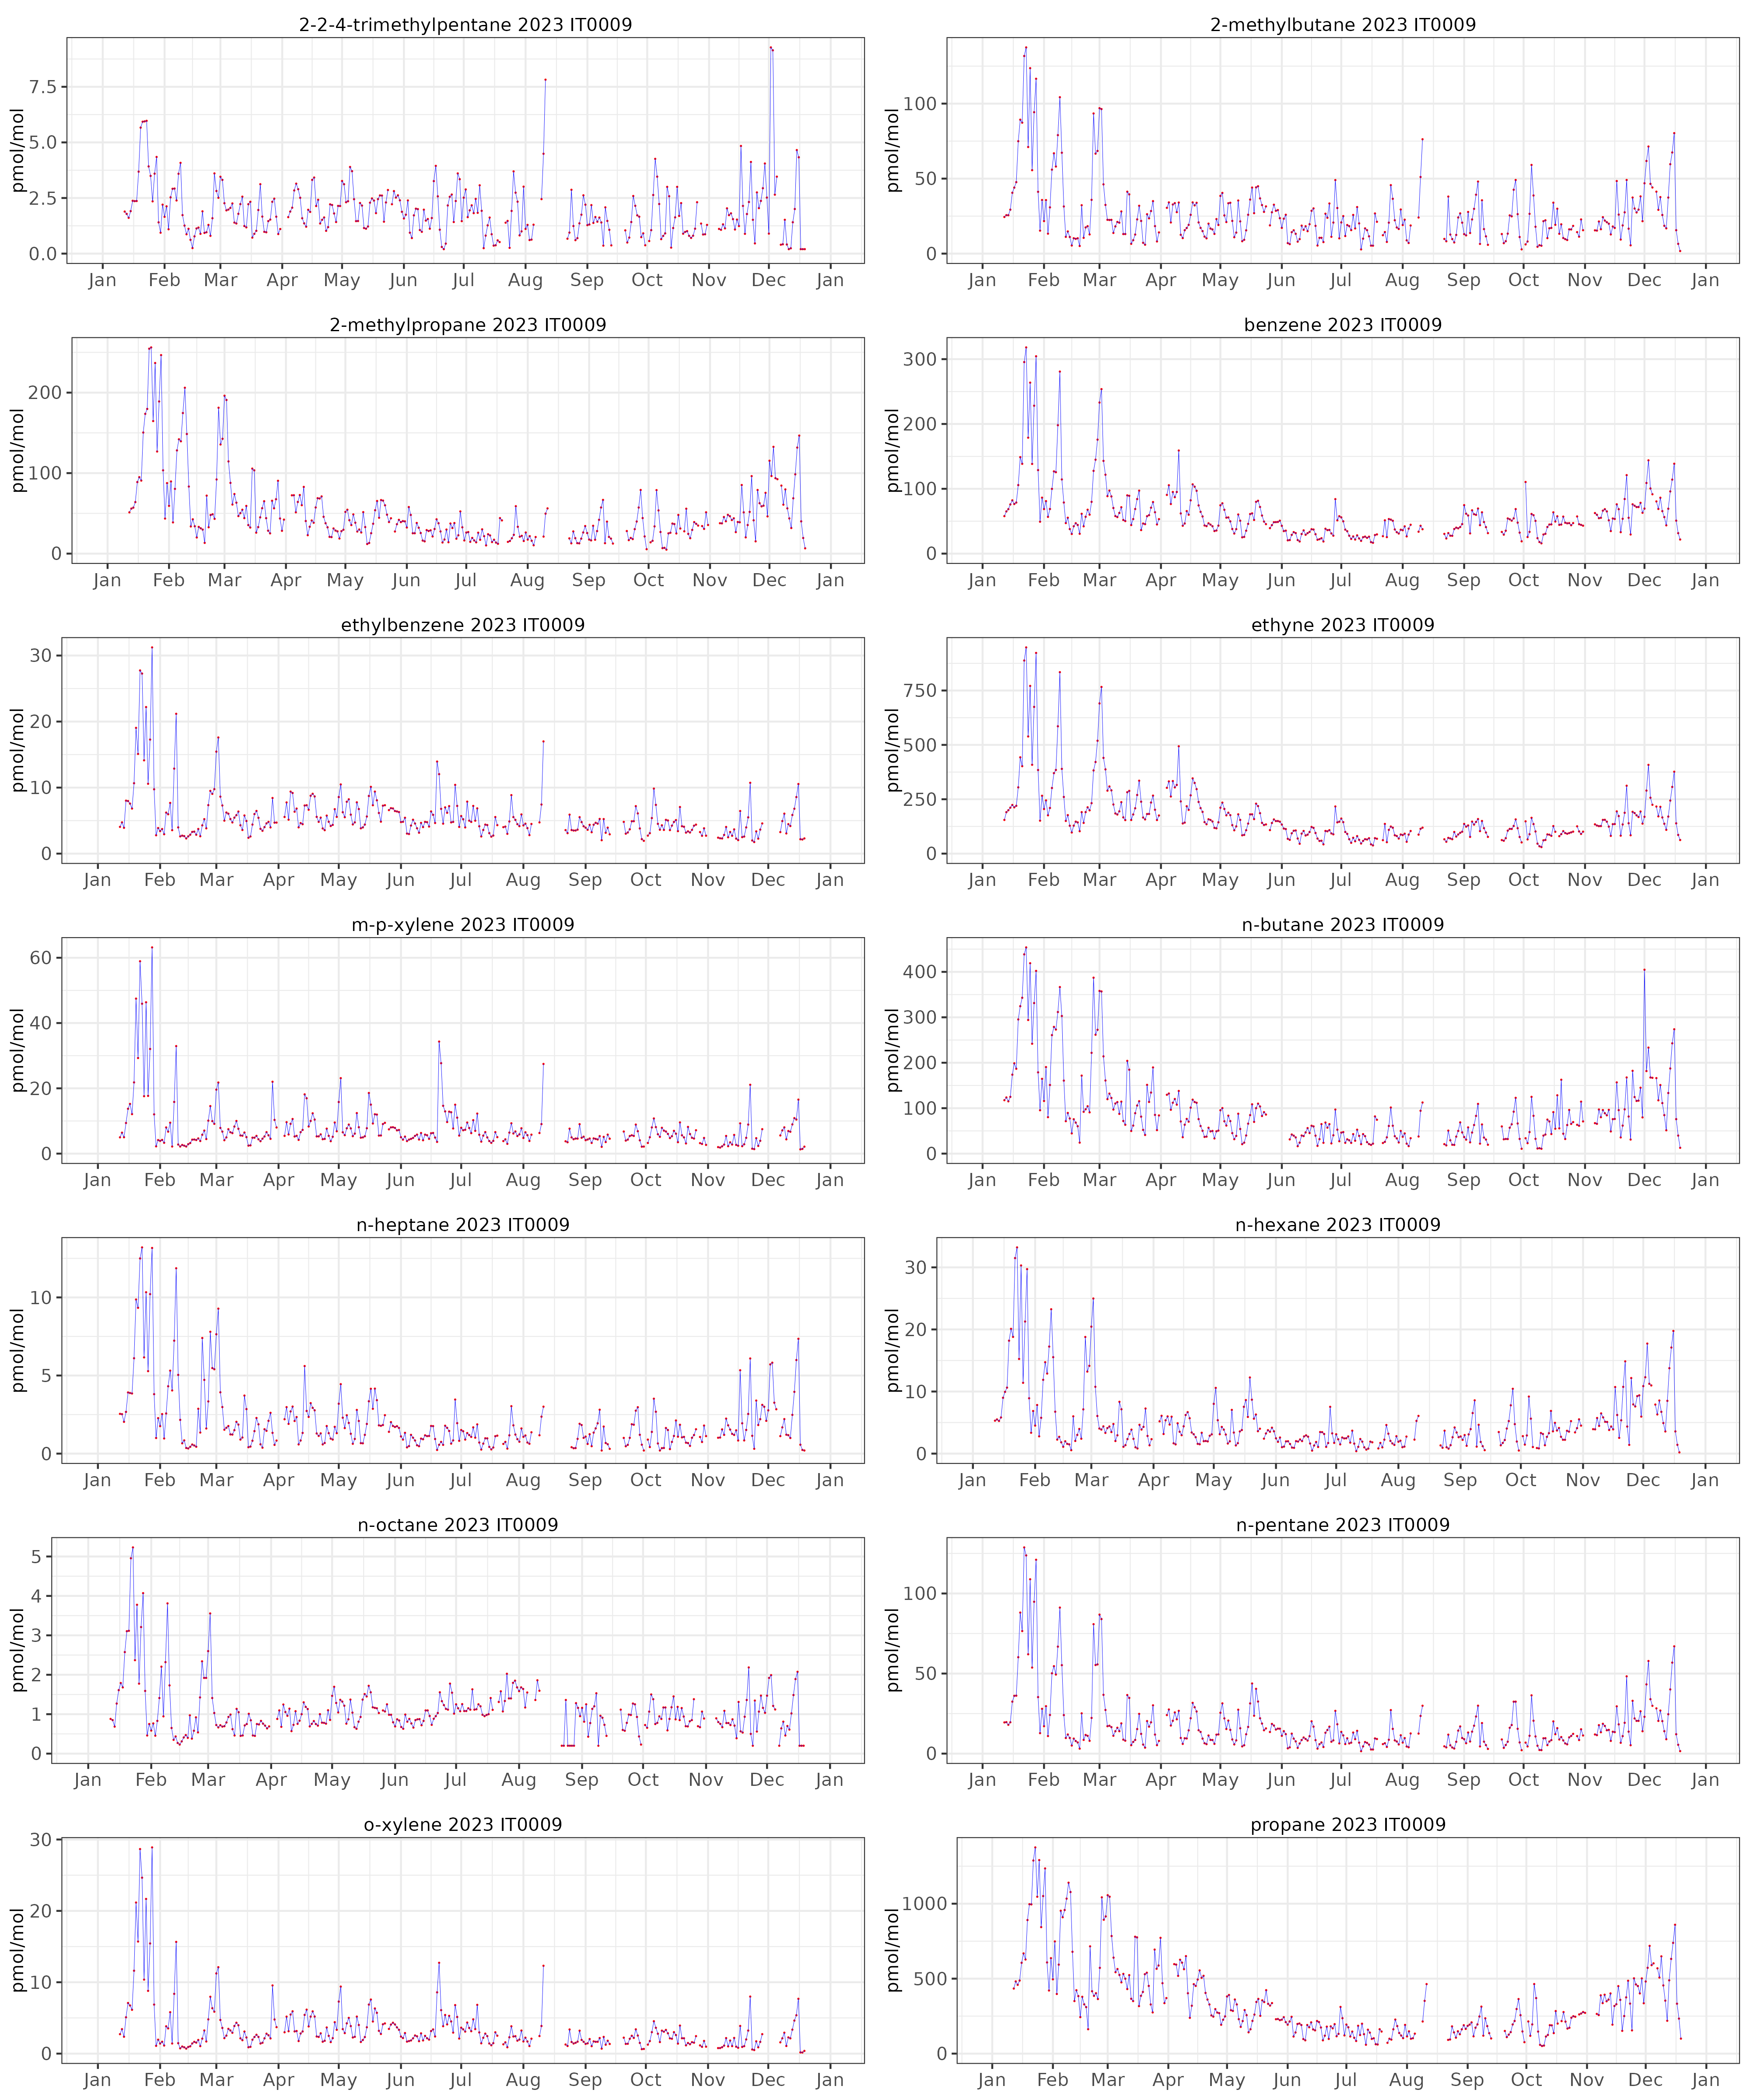 2-2-4-trimethylpentane 2023 IT0009
pmol/mol
7.5
5.0
2.5
0.0
Jan Feb Mar Apr May Jun Jul Aug Sep Oct Nov Dec Jan
2-methylbutane 2023 IT0009
pmol/mol
100
50
0
Jan Feb Mar Apr May Jun Jul Aug Sep Oct Nov Dec Jan
2-methylpropane 2023 IT0009
pmol/mol
200
100
0
Jan Feb Mar Apr May Jun Jul Aug Sep Oct Nov Dec Jan
benzene 2023 IT0009
pmol/mol
300
200
100
0
Jan Feb Mar Apr May Jun Jul Aug Sep Oct Nov Dec Jan
ethylbenzene 2023 IT0009
pmol/mol
30
20
10
0
Jan Feb Mar Apr May Jun Jul Aug Sep Oct Nov Dec Jan
ethyne 2023 IT0009
pmol/mol
750
500
250
0
Jan Feb Mar Apr May Jun Jul Aug Sep Oct Nov Dec Jan
m-p-xylene 2023 IT0009
pmol/mol
60
40
20
0
Jan Feb Mar Apr May Jun Jul Aug Sep Oct Nov Dec Jan
n-butane 2023 IT0009
pmol/mol
400
300
200
100
0
Jan Feb Mar Apr May Jun Jul Aug Sep Oct Nov Dec Jan
n-heptane 2023 IT0009
pmol/mol
10
5
0
Jan Feb Mar Apr May Jun Jul Aug Sep Oct Nov Dec Jan
n-hexane 2023 IT0009
pmol/mol
30
20
10
0
Jan Feb Mar Apr May Jun Jul Aug Sep Oct Nov Dec Jan
n-octane 2023 IT0009
pmol/mol
5
4
3
2
1
0
Jan Feb Mar Apr May Jun Jul Aug Sep Oct Nov Dec Jan
n-pentane 2023 IT0009
pmol/mol
100
50
0
Jan Feb Mar Apr May Jun Jul Aug Sep Oct Nov Dec Jan
o-xylene 2023 IT0009
pmol/mol
30
20
10
0
Jan Feb Mar Apr May Jun Jul Aug Sep Oct Nov Dec Jan
propane 2023 IT0009
pmol/mol
1000
500
0
Jan Feb Mar Apr May Jun Jul Aug Sep Oct Nov Dec Jan